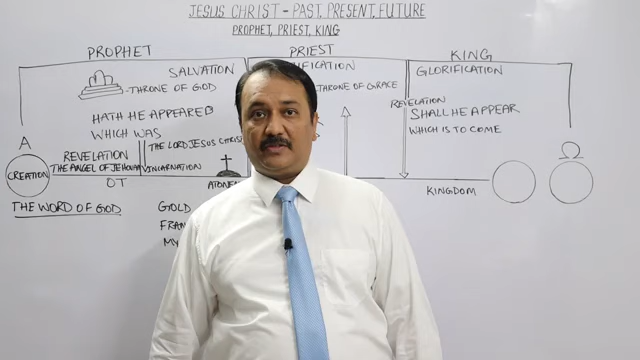 JESUS CHRIST - PAST, PRESENT, FUTURE
PROPHET, PRIEST, KING
PROPHET PRIEST KING
SALVATION GLORIFICATION
THRONE OF GOD THRONE OF GRACE
HATH HE APPEARED REVELATION SHALL HE APPEAR
WHICH WAS WHICH IS TO COME
A THE LORD JESUS CHRIST Ω
REVELATION
CREATION THE ANGEL OF JEHOVAH INCARNATION
OT KINGDOM
THE WORD OF GOD GOLD